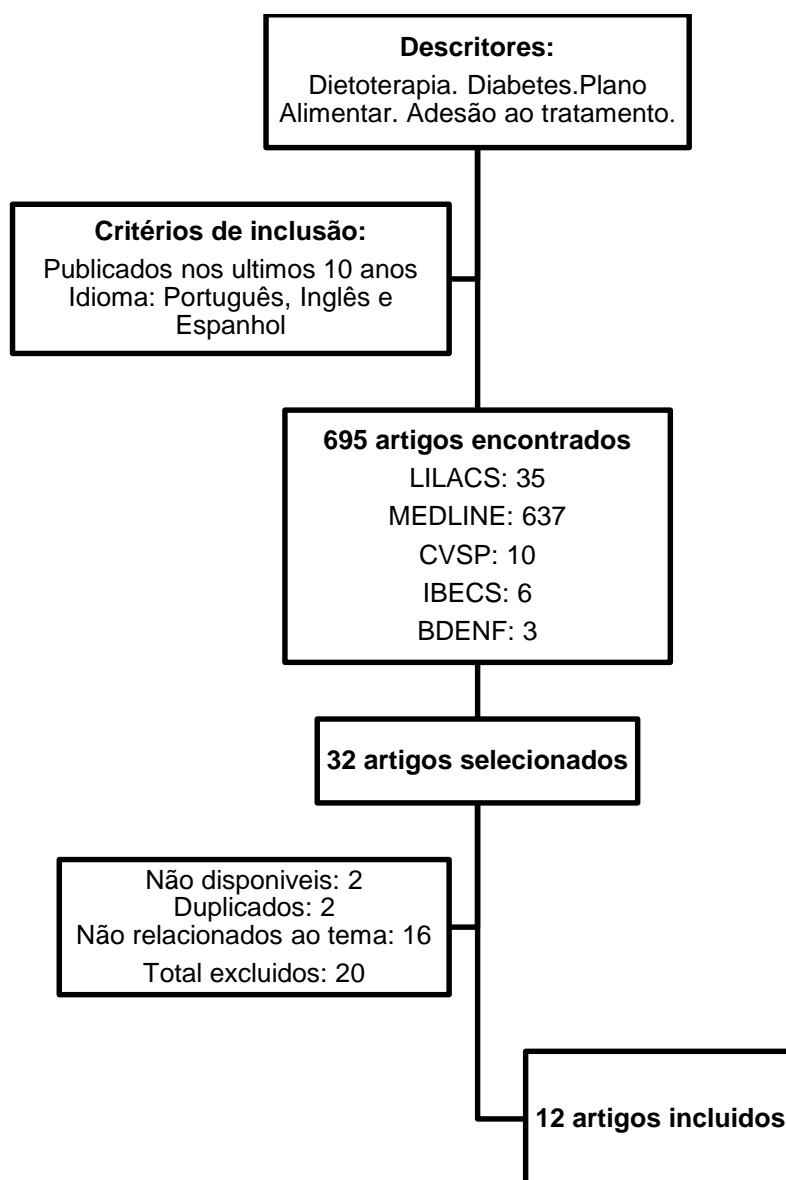 Descritores:
Dietoterapia. Diabetes.Plano
Alimentar. Adesão ao tratamento.
Critérios de inclusão:
Publicados nos ultimos 10 anos
Idioma: Português, Inglês e
Espanhol
695 artigos encontrados
LILACS: 35
MEDLINE: 637
CVSP: 10
IBECS: 6
BDENF: 3
32 artigos selecionados
Não disponiveis: 2
Duplicados: 2
Não relacionados ao tema: 16
Total excluidos: 20
12 artigos incluidos